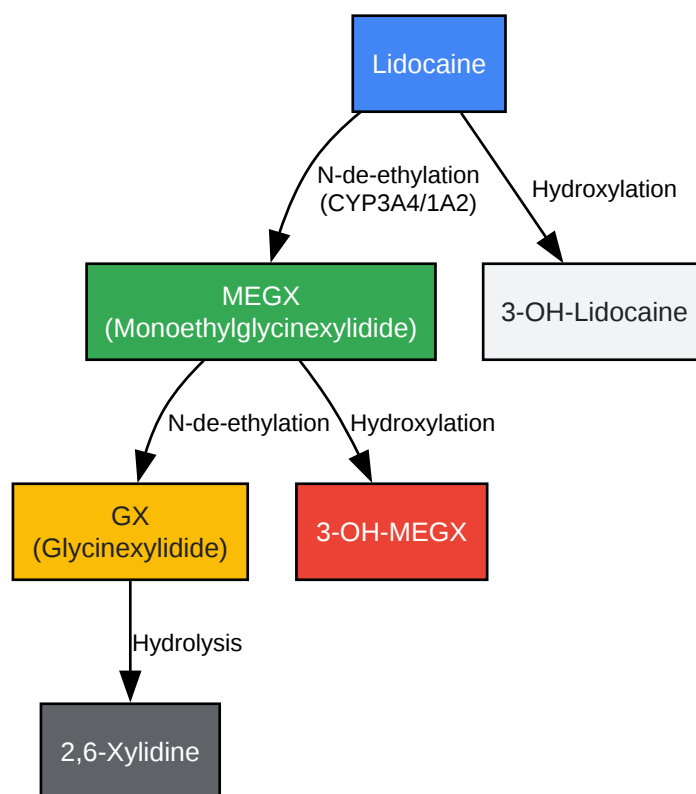 Lidocaine
N-de-ethylation
(CYP3A4/1A2)
Hydroxylation
MEGX
(Monoethylglycinexylidide)
3-OH-Lidocaine
N-de-ethylation
Hydroxylation
GX
(Glycinexylidide)
3-OH-MEGX
Hydrolysis
2,6-Xylidine